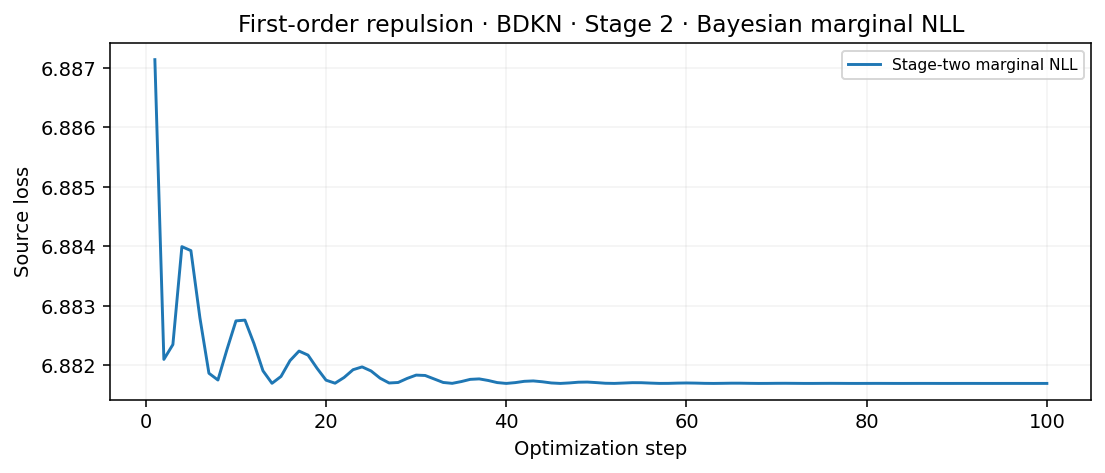 First-order repulsion · BDKN · Stage 2 · Bayesian marginal NLL
Stage-two marginal NLL
Source loss
6.887
6.886
6.885
6.884
6.883
6.882
0 20 40 60 80 100
Optimization step